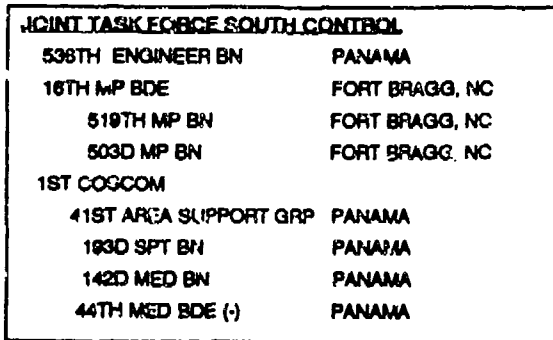 JOINT TASK FORCE SOUTH CONTROL
536TH ENGINEER BN PANAMA
16TH MP BDE FORT BRAGG, NC
519TH MP BN FORT BRAGG, NC
503D MP BN FORT BRAGG, NC
1ST COSCOM
41ST AREA SUPPORT GRP PANAMA
193D SPT BN PANAMA
142D MED BN PANAMA
44TH MED BDE (-) PANAMA